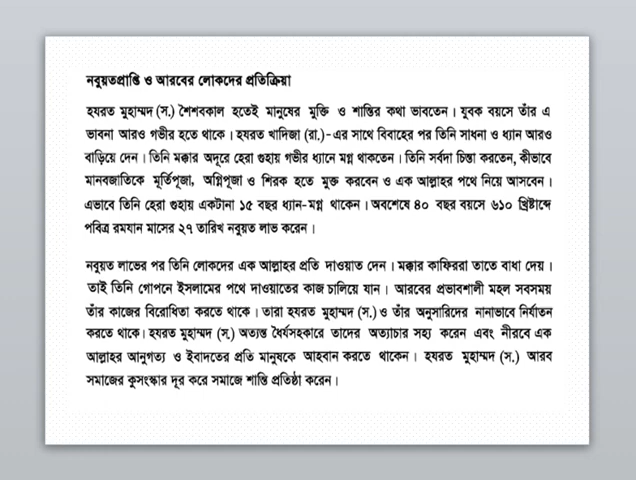 নবুয়তপ্রাপ্তি ও আরবের লোকদের প্রতিক্রিয়া
হযরত মুহাম্মদ (স.) শৈশবকাল হতেই মানুষের মুক্তি ও শান্তির কথা ভাবতেন। যুবক বয়সে তাঁর এ
ভাবনা আরও গভীর হতে থাকে। হযরত খাদিজা (রা.)-এর সাথে বিবাহের পর তিনি সাধনা ও ধ্যান আরও
বাড়িয়ে দেন। তিনি মক্কার অদূরে হেরা গুহায় গভীর ধ্যানে মগ্ন থাকতেন। তিনি সর্বদা চিন্তা করতেন, কীভাবে
মানবজাতিকে মূর্তিপূজা, অগ্নিপূজা ও শিরক হতে মুক্ত করবেন ও এক আল্লাহর পথে নিয়ে আসবেন।
এভাবে তিনি হেরা গুহায় একটানা ১৫ বছর ধ্যান-মগ্ন থাকেন। অবশেষে ৪০ বছর বয়সে ৬১০ খ্রিষ্টাব্দে
পবিত্র রমযান মাসের ২৭ তারিখ নবুয়ত লাভ করেন।
নবুয়ত লাভের পর তিনি লোকদের এক আল্লাহর প্রতি দাওয়াত দেন। মক্কার কাফিররা তাতে বাধা দেয়।
তাই তিনি গোপনে ইসলামের পথে দাওয়াতের কাজ চালিয়ে যান। আরবের প্রভাবশালী মহল সবসময়
তাঁর কাজের বিরোধিতা করতে থাকে। তারা হযরত মুহাম্মদ (স.) ও তাঁর অনুসারিদের নানাভাবে নির্যাতন
করতে থাকে। হযরত মুহাম্মদ (স.) অত্যন্ত ধৈর্যসহকারে তাদের অত্যাচার সহ্য করেন এবং নীরবে এক
আল্লাহর আনুগত্য ও ইবাদতের প্রতি মানুষকে আহবান করতে থাকেন। হযরত মুহাম্মদ (স.) আরব
সমাজের কুসংস্কার দূর করে সমাজে শান্তি প্রতিষ্ঠা করেন।